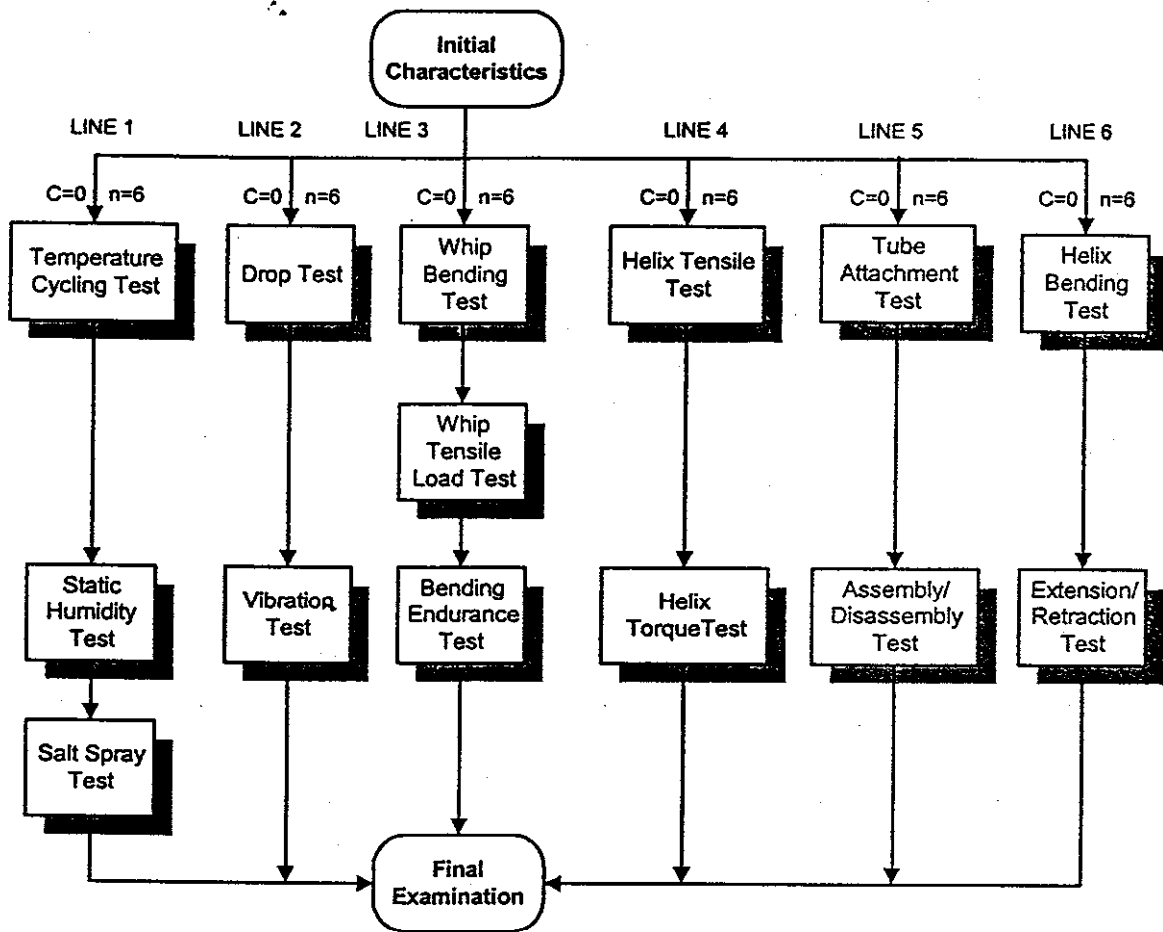 Initial
Characteristics
LINE 1
LINE 2
LINE 3
LINE 4
LINE 5
LINE 6
C=0 n=6
C=0 n=6
C=0 n=6
C=0 n=6
C=0 n=6
C=0 n=6
Temperature
Cycling Test
Drop Test
Whip
Bending
Test
Helix Tensile
Test
Tube
Attachment
Test
Helix
Bending
Test
Whip
Tensile
Load Test
Static
Humidity
Test
Vibration
Test
Bending
Endurance
Test
Helix
TorqueTest
Assembly/
Disassembly
Test
Extension/
Retraction
Test
Salt Spray
Test
Final
Examination